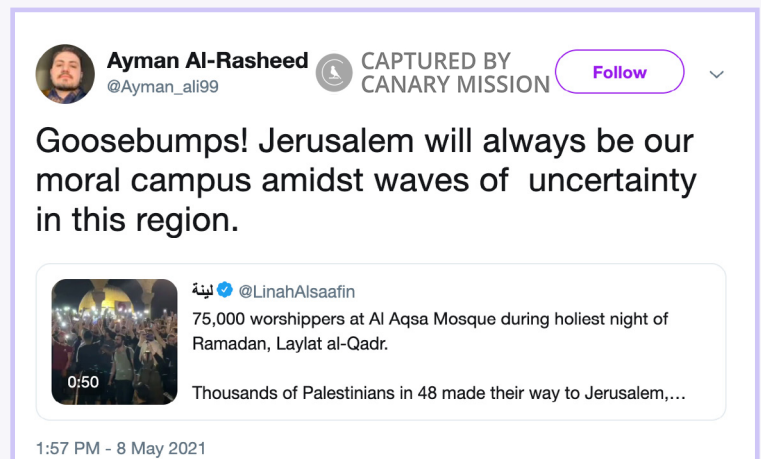 Ayman Al-Rasheed
@Ayman_ali99
CAPTURED BY
CANARY MISSION
Follow
Goosebumps! Jerusalem will always be our
moral campus amidst waves of uncertainty
in this region.
لينة @LinahAlsaafin
75,000 worshippers at Al Aqsa Mosque during holiest night of
Ramadan, Laylat al-Qadr.
Thousands of Palestinians in 48 made their way to Jerusalem,...
0:50
1:57 PM - 8 May 2021